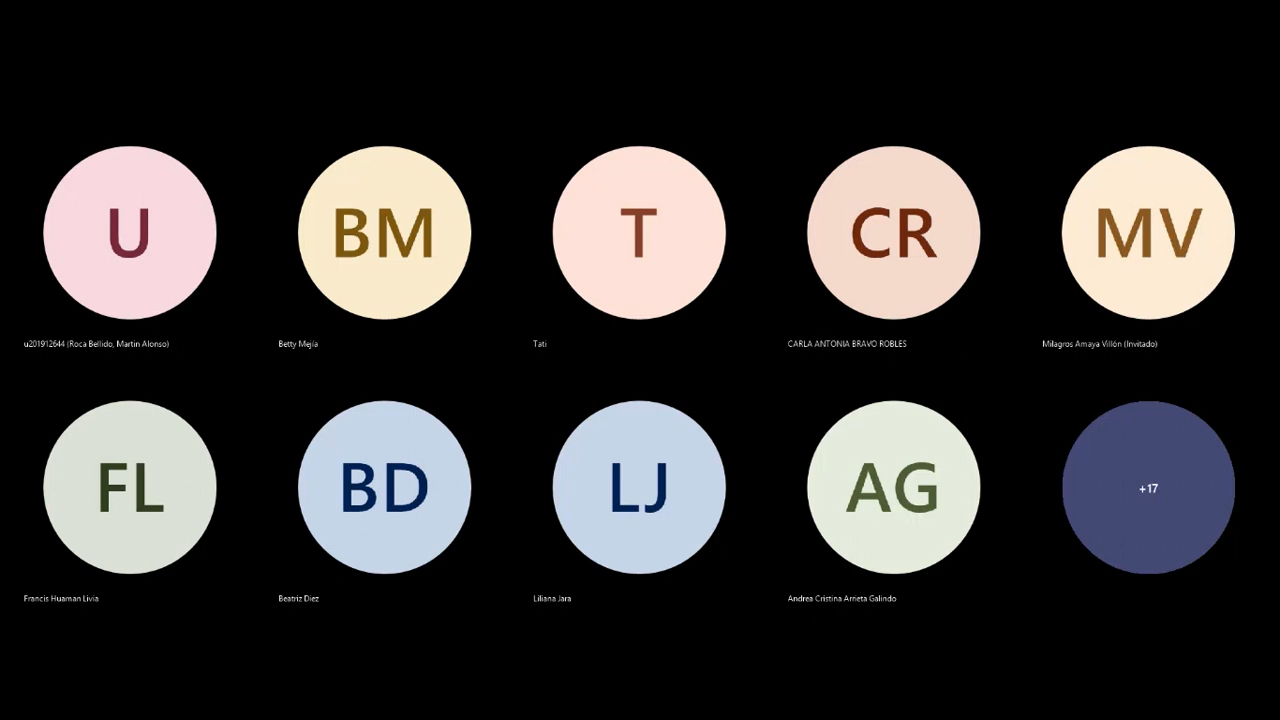 U
BM
T
CR
MV
u201912644 (Roca Bellido, Martin Alonso)
Betty Mejía
Tati
CARLA ANTONIA BRAVO ROBLES
Milagros Amaya Villón (Invitado)
FL
BD
LJ
AG
+17
Francis Huaman Livia
Beatriz Diez
Liliana Jara
Andrea Cristina Arrieta Galindo